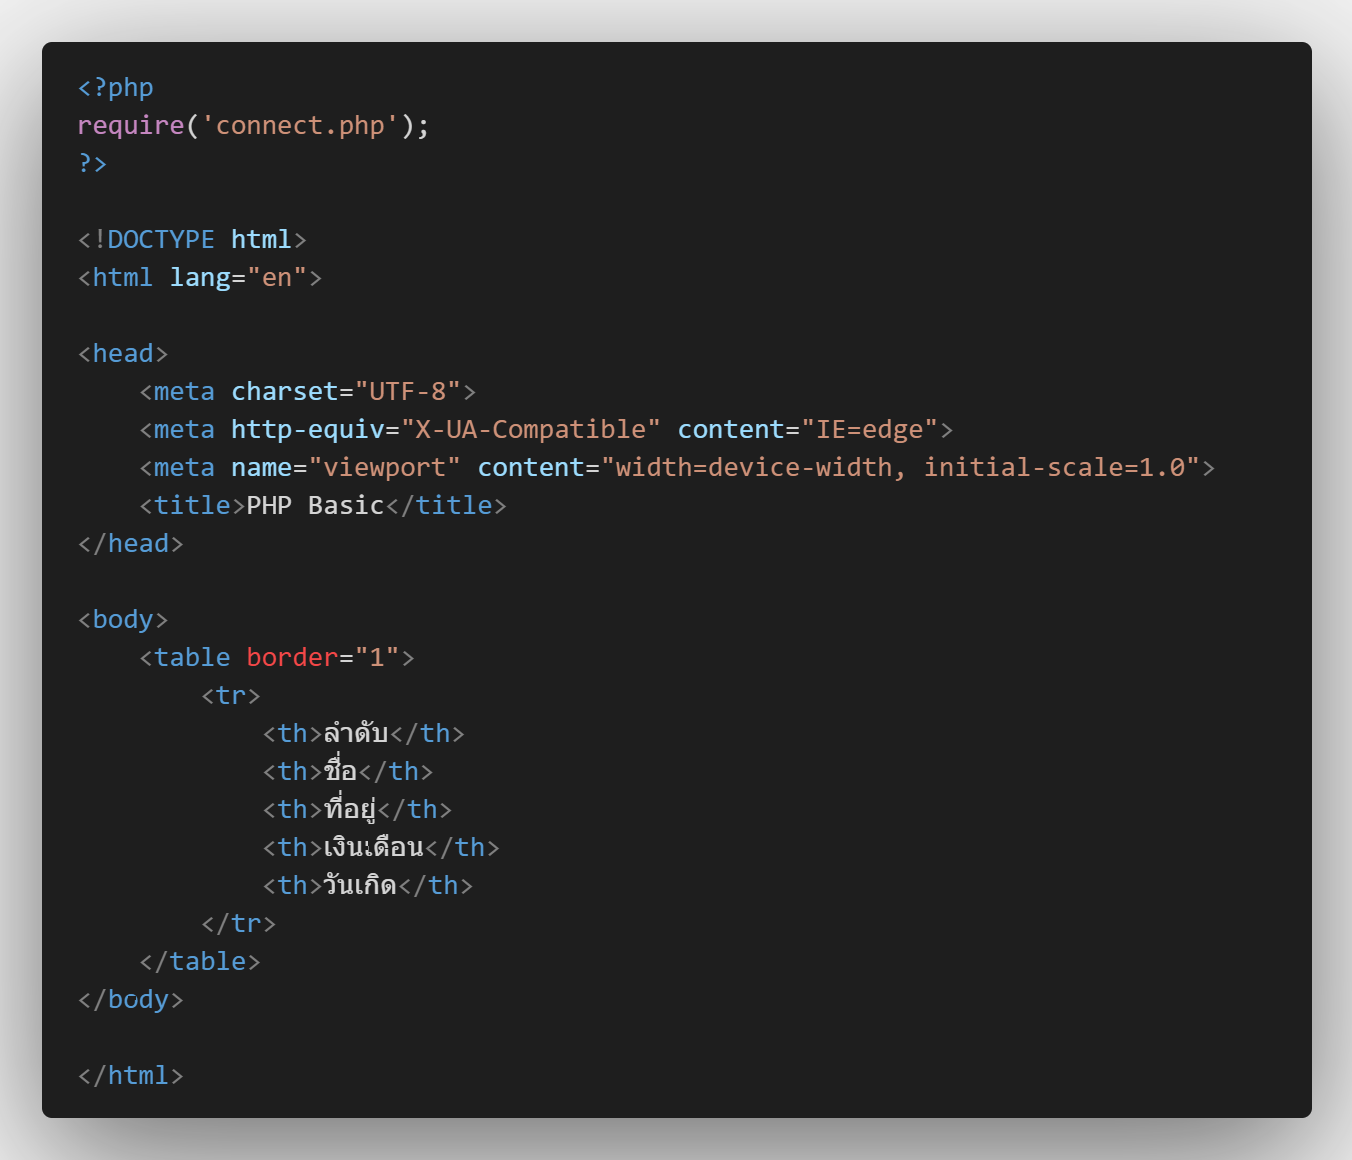 <?php
require('connect.php');
?>
<!DOCTYPE html>
<html lang="en">
<head>
<meta charset="UTF-8">
<meta http-equiv="X-UA-Compatible" content="IE=edge">
<meta name="viewport" content="width=device-width, initial-scale=1.0">
<title>PHP Basic</title>
</head>
<body>
<table border="1">
<tr>
<th>ลำดับ</th>
<th>ชื่อ</th>
<th>ที่อยู่</th>
<th>เงินเดือน</th>
<th>วันเกิด</th>
</tr>
</table>
</body>
</html>